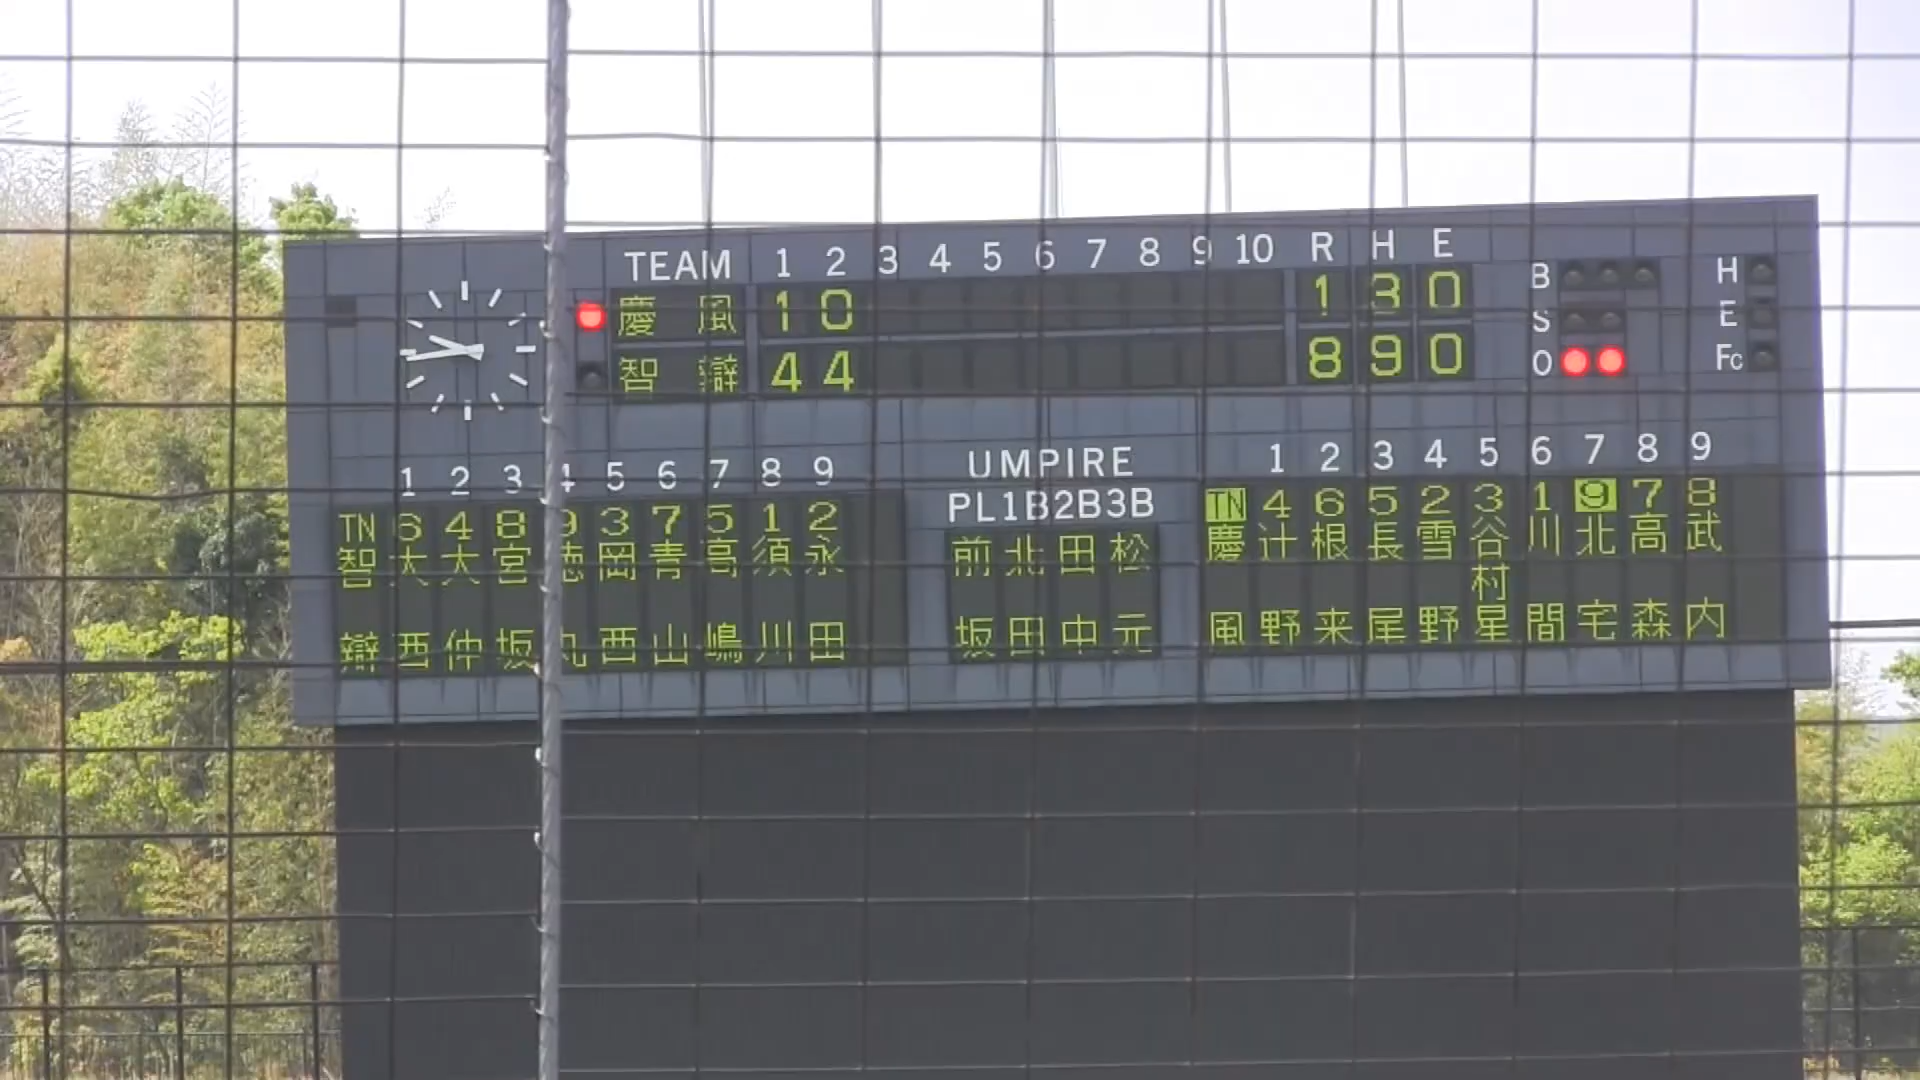 TEAM 1 2 3 4 5 6 7 8 9 10 R H E
慶風 1 0 1 3 0
智辯 4 4 8 9 0
B H
S E
O Fc
1 2 3 4 5 6 7 8 9
TN 6 4 8 9 3 7 5 1 2
智辯 大西 大仲 宮坂 徳丸 岡西 青山 高嶋 須川 永田
UMPIRE
PL 1B 2B 3B
前坂 北田 田中 松元
1 2 3 4 5 6 7 8 9
TN 4 6 5 2 3 1 9 7 8
慶風 辻野 根来 長尾 雪野 谷村星 川間 北宅 高森 武内